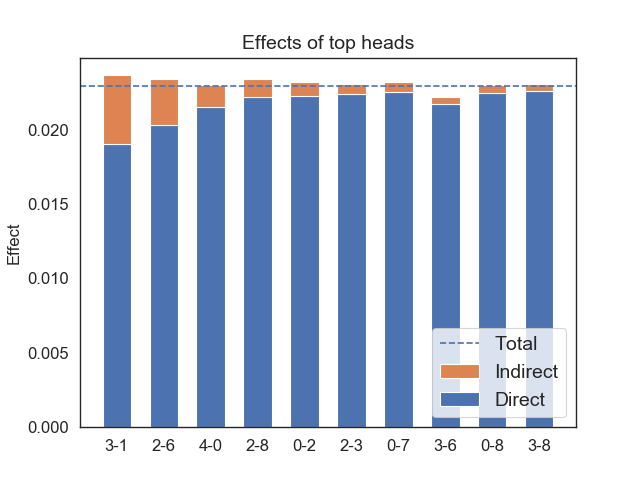 Effects of top heads
Effect
0.020
0.015
0.010
0.005
0.000
3-1 2-6 4-0 2-8 0-2 2-3 0-7 3-6 0-8 3-8
Total
Indirect
Direct